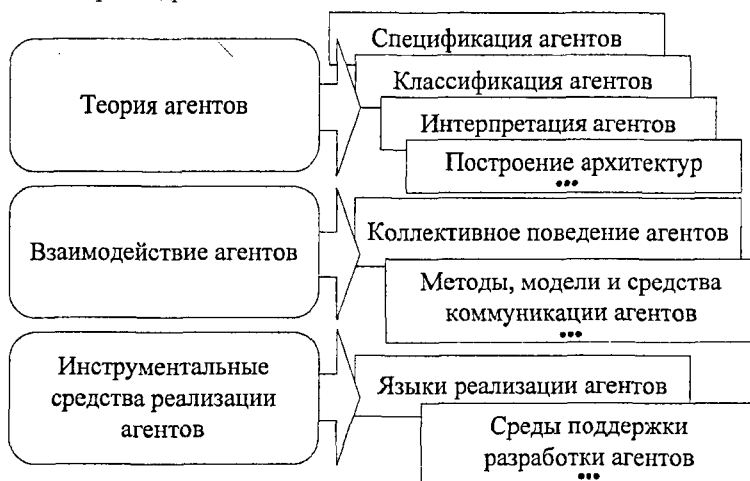 Теория агентов
Спецификация агентов
Классификация агентов
Интерпретация агентов
Построение архитектур
•••
Взаимодействие агентов
Коллективное поведение агентов
Методы, модели и средства
коммуникации агентов
•••
Инструментальные
средства реализации
агентов
Языки реализации агентов
Среды поддержки
разработки агентов
•••